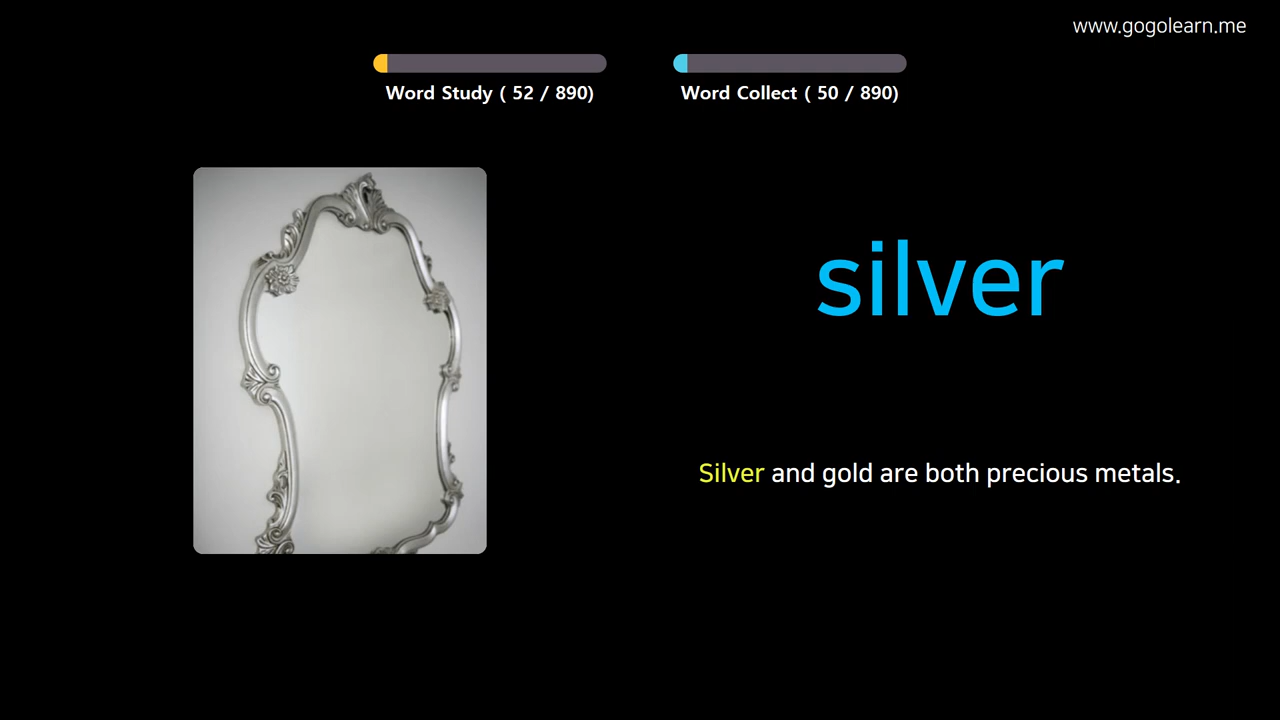 www.gogolearn.me
Word Study ( 52 / 890)
Word Collect ( 50 / 890)
silver
Silver and gold are both precious metals.